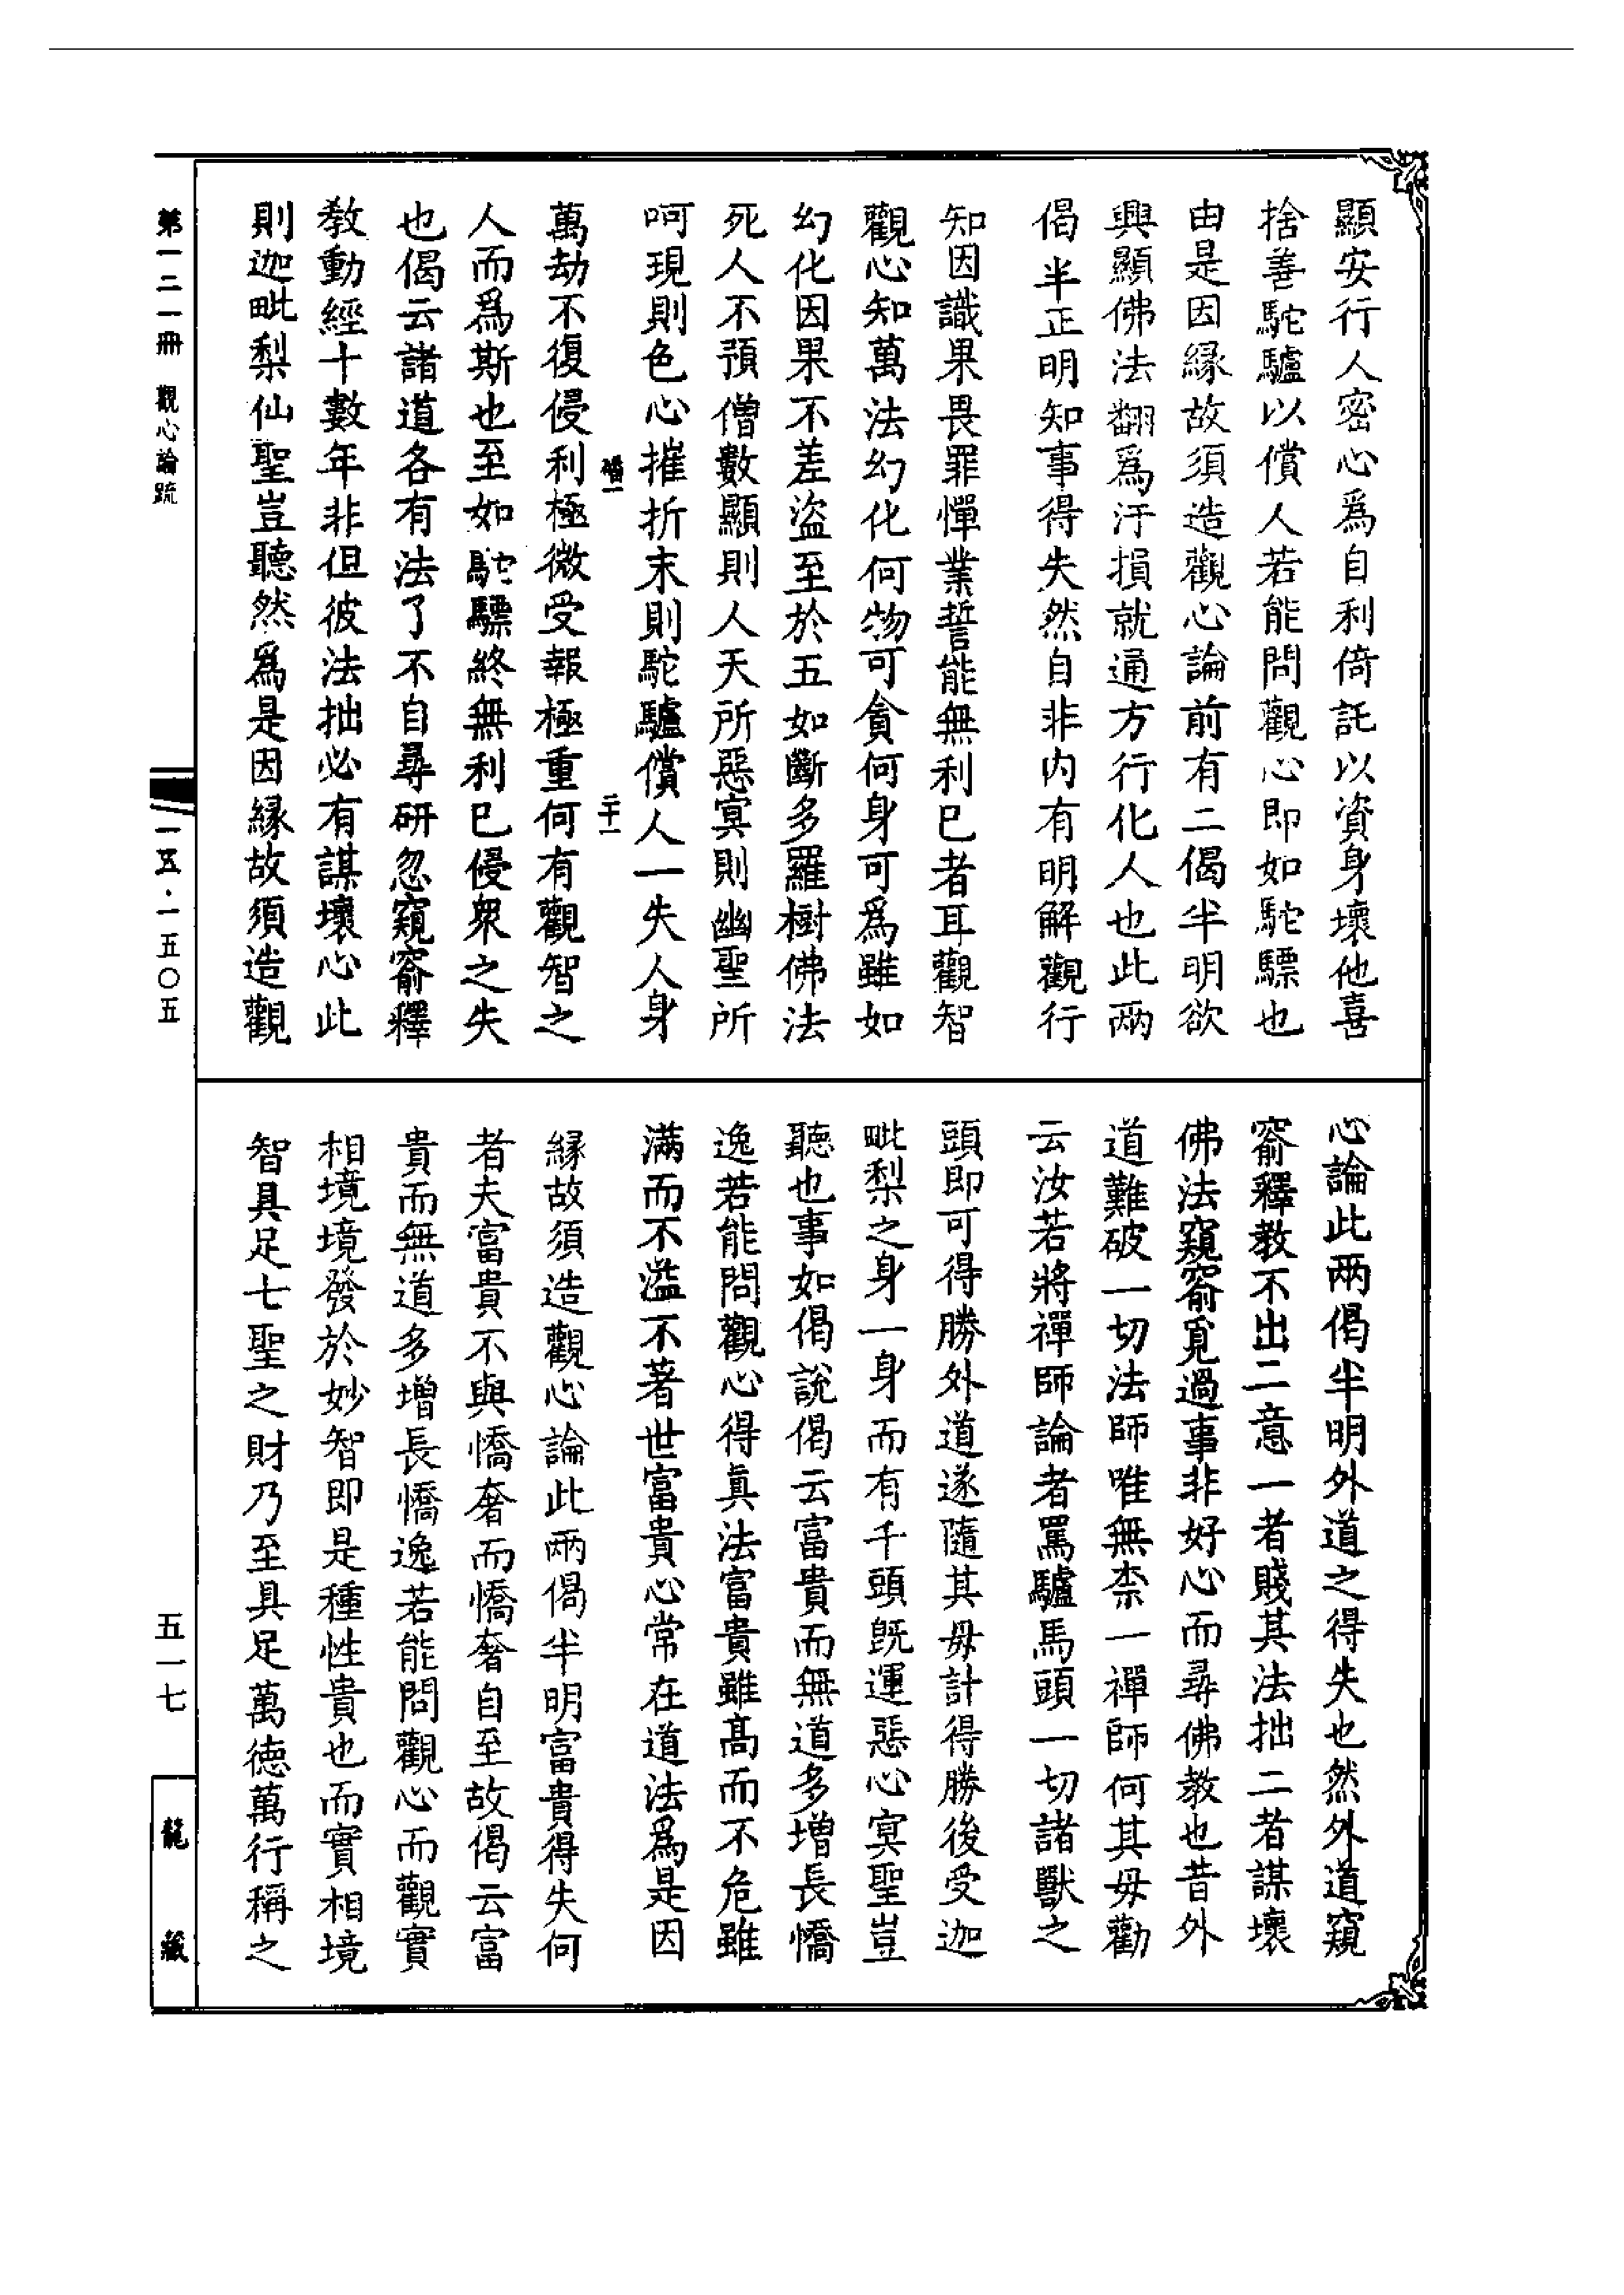 顯安行人密心爲自利倚託以資身壞他喜
捨善駝驢以償人若能問觀心即如駝驃也
由是因縁故須造觀心論前有二偈半明欲
興顯佛法翻爲汙損就通方行化人也此兩
偈半正明知事得失然自非内有明解觀行
知因識果畏罪憚業誓能無利巳者耳觀智
觀心知萬法幻化何物可貪何身可爲雖如
幻化因果不差盜至於五如斷多羅樹佛法
死人不預僧數顯則人天所惡冥則幽聖所
呵現則色心摧折末則駝驢償人一失人身
萬劫不復侵利極微受報極重何有觀智之
人而爲斯也至如駝驃終無利巳侵衆之失
也偈云諸道各有法了不自尋研忽窺窬釋
教動經十數年非但彼法拙必有謀壞心此
則迦毗梨仙聖豈聽然爲是因縁故須造觀
二十一
心論此兩偈半明外道之得失也然外道窺
窬釋教不出二意一者賤其法拙二者謀壞
佛法窺窬覓過事非好心而尋佛教也昔外
道難破一切法師唯無柰一禪師何其毋勸
云汝若將禪師論者罵驢馬頭一切諸獸之
頭即可得勝外道遂隨其毋計得勝後受迦
毗梨之身一身而有千頭旣運惡心冥聖豈
聽也事如偈說偈云富貴而無道多增長憍
逸若能問觀心得眞法富貴雖髙而不危雖
滿而不溢不著世富貴心常在道法爲是因
縁故須造觀心論此兩偈半明富貴得失何
者夫富貴不與憍奢而憍奢自至故偈云富
貴而無道多增長憍逸若能問觀心而觀實
相境境發於妙智即是種性貴也而實相境
智具足七聖之財乃至具足萬徳萬行稱之
第一三一冊 觀心論疏
一五·一五〇五
五一七
龍藏